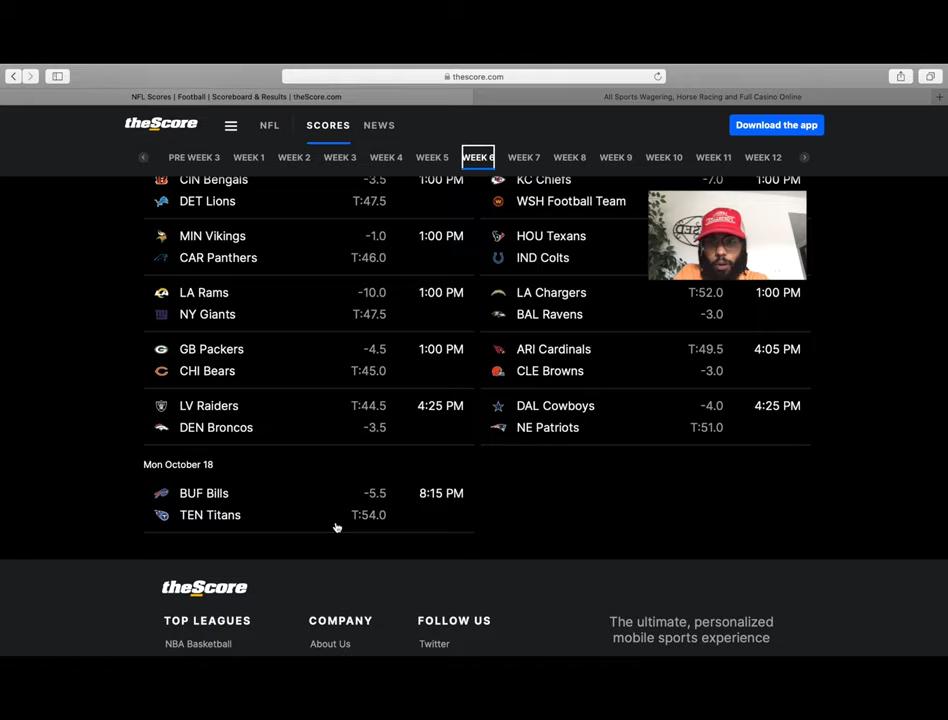 thescore.com
NFL Scores | Football | Scoreboard & Results | theScore.com
All Sports Wagering, Horse Racing and Full Casino Online
theScore
NFL
SCORES
NEWS
Download the app
PRE WEEK 3
WEEK 1
WEEK 2
WEEK 3
WEEK 4
WEEK 5
WEEK 6
WEEK 7
WEEK 8
WEEK 9
WEEK 10
WEEK 11
WEEK 12
CIN Bengals -3.5 1:00 PM
DET Lions T:47.5
KC Chiefs -7.0 1:00 PM
WSH Football Team
MIN Vikings -1.0 1:00 PM
CAR Panthers T:46.0
HOU Texans
IND Colts
LA Rams -10.0 1:00 PM
NY Giants T:47.5
LA Chargers T:52.0 1:00 PM
BAL Ravens -3.0
GB Packers -4.5 1:00 PM
CHI Bears T:45.0
ARI Cardinals T:49.5 4:05 PM
CLE Browns -3.0
LV Raiders T:44.5 4:25 PM
DEN Broncos -3.5
DAL Cowboys -4.0 4:25 PM
NE Patriots T:51.0
Mon October 18
BUF Bills -5.5 8:15 PM
TEN Titans T:54.0
theScore
TOP LEAGUES
NBA Basketball
COMPANY
About Us
FOLLOW US
Twitter
The ultimate, personalized
mobile sports experience